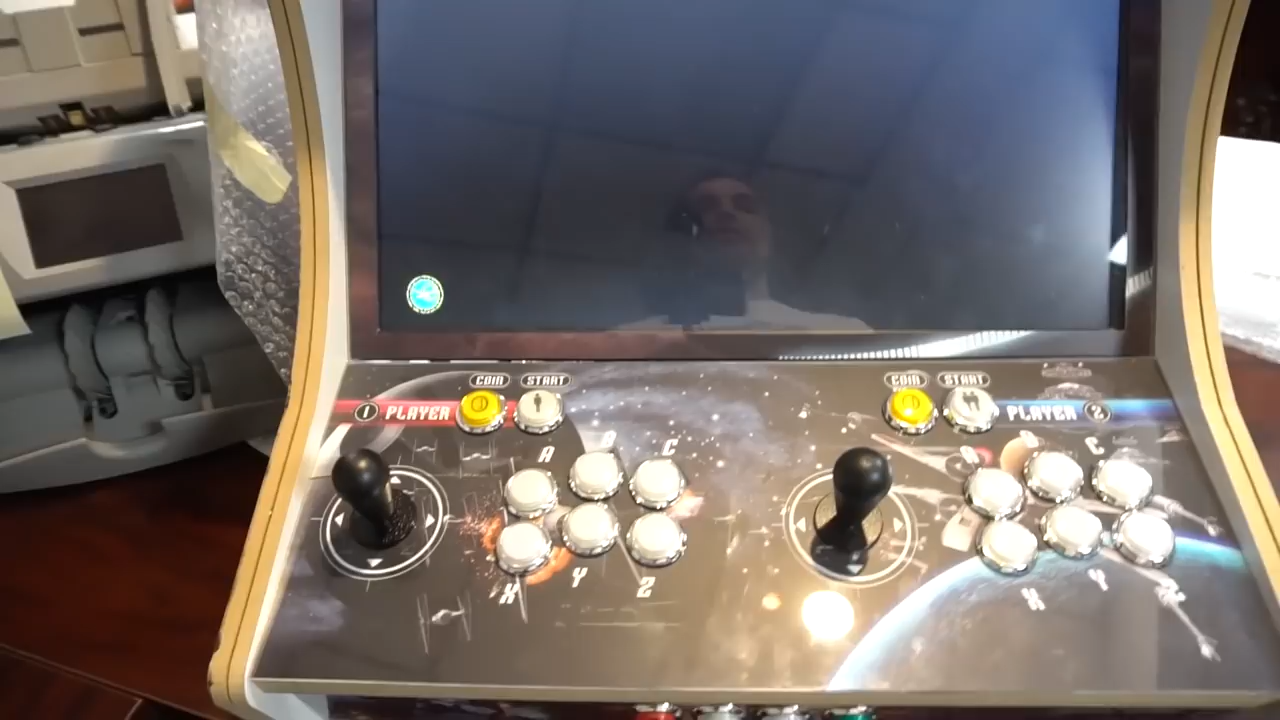 COIN START
1 PLAYER
COIN START
PLAYER 2
A B C
X Y Z
A B C
X Y